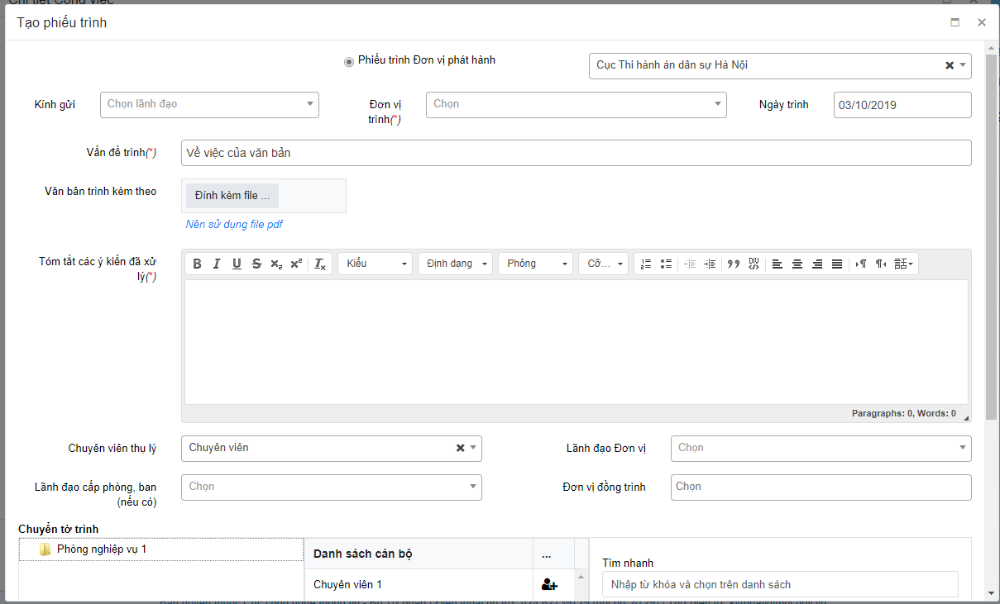 Chi tiết Công việc
Tạo phiếu trình
Phiếu trình Đơn vị phát hành
Cục Thi hành án dân sự Hà Nội
Kính gửi
Chọn lãnh đạo
Đơn vị
trình(*)
Chọn
Ngày trình
03/10/2019
Vấn đề trình(*)
Về việc của văn bản
Văn bản trình kèm theo
Đính kèm file ...
Nên sử dụng file pdf
Tóm tắt các ý kiến đã xử
lý(*)
Kiểu
Định dạng
Phông
Cỡ...
Paragraphs: 0, Words: 0
Chuyên viên thụ lý
Chuyên viên
Lãnh đạo Đơn vị
Chọn
Lãnh đạo cấp phòng, ban
(nếu có)
Chọn
Đơn vị đồng trình
Chọn
Chuyển tờ trình
Phòng nghiệp vụ 1
Danh sách cán bộ
...
Chuyên viên 1
Tìm nhanh
Nhập từ khóa và chọn trên danh sách